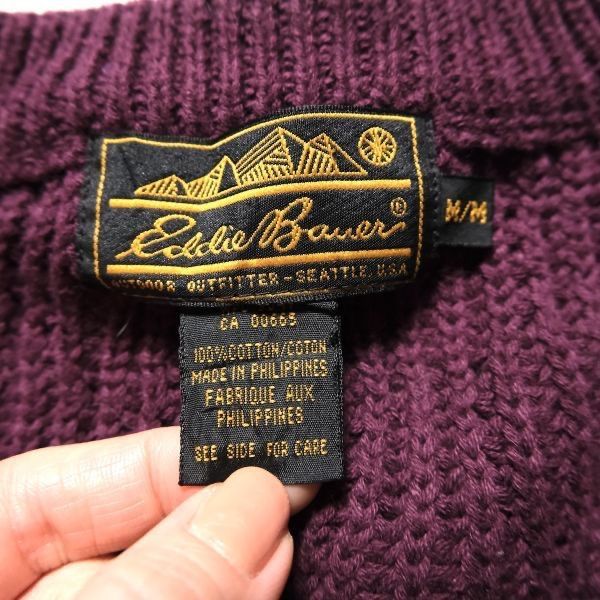 Eddie Bauer ®
OUTDOOR OUTFITTER - SEATTLE, U.S.A
M/M
CA 00665
100% COTTON/COTON
MADE IN PHILIPPINES
FABRIQUE AUX
PHILIPPINES
SEE SIDE FOR CARE